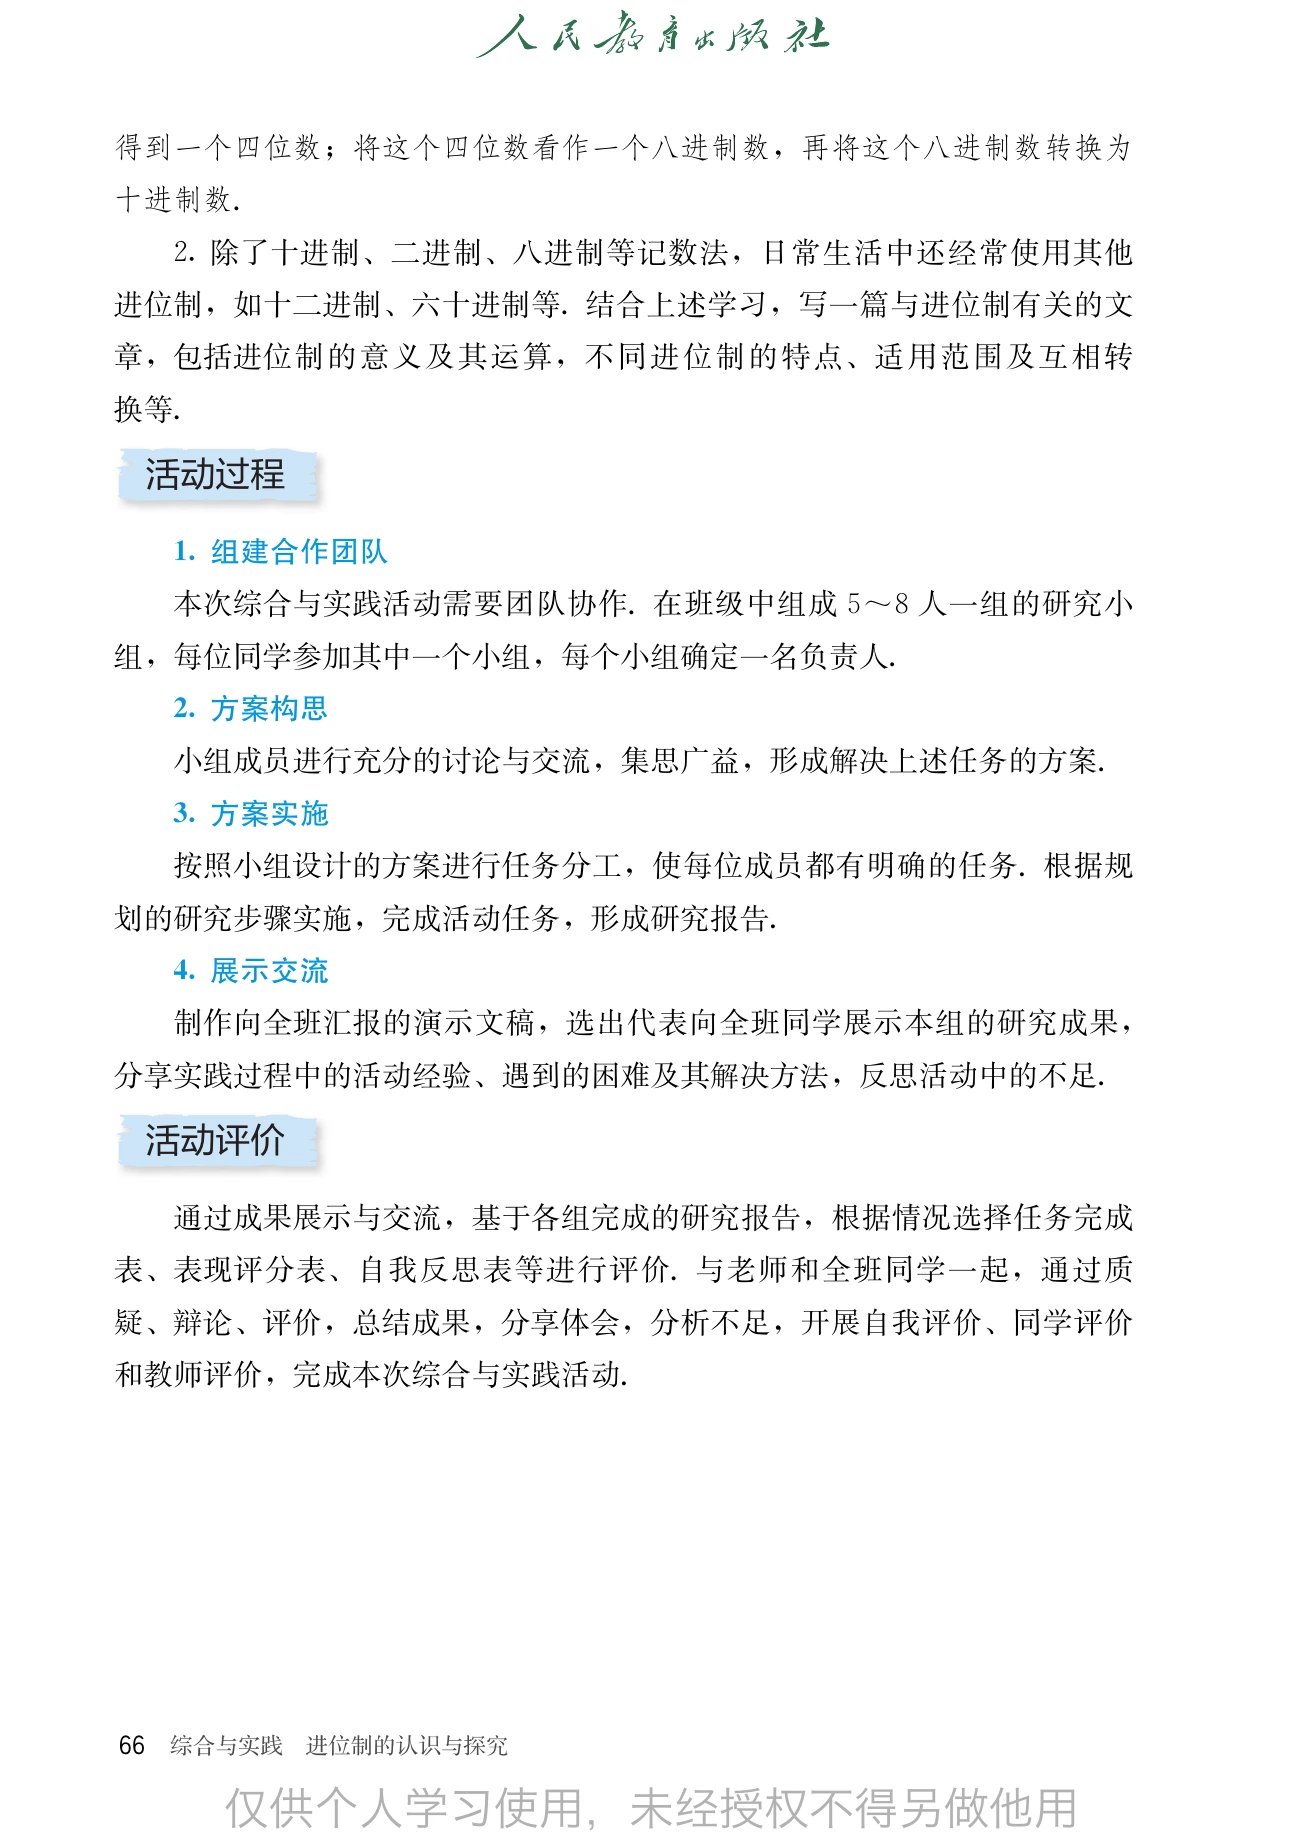 人民教育出版社
得到一个四位数；将这个四位数看作一个八进制数，再将这个八进制数转换为
十进制数.
2. 除了十进制、二进制、八进制等记数法，日常生活中还经常使用其他
进位制，如十二进制、六十进制等. 结合上述学习，写一篇与进位制有关的文
章，包括进位制的意义及其运算，不同进位制的特点、适用范围及互相转
换等.
活动过程
1. 组建合作团队
本次综合与实践活动需要团队协作. 在班级中组成 5～8 人一组的研究小
组，每位同学参加其中一个小组，每个小组确定一名负责人.
2. 方案构思
小组成员进行充分的讨论与交流，集思广益，形成解决上述任务的方案.
3. 方案实施
按照小组设计的方案进行任务分工，使每位成员都有明确的任务. 根据规
划的研究步骤实施，完成活动任务，形成研究报告.
4. 展示交流
制作向全班汇报的演示文稿，选出代表向全班同学展示本组的研究成果，
分享实践过程中的活动经验、遇到的困难及其解决方法，反思活动中的不足.
活动评价
通过成果展示与交流，基于各组完成的研究报告，根据情况选择任务完成
表、表现评分表、自我反思表等进行评价. 与老师和全班同学一起，通过质
疑、辩论、评价，总结成果，分享体会，分析不足，开展自我评价、同学评价
和教师评价，完成本次综合与实践活动.
66 综合与实践 进位制的认识与探究
仅供个人学习使用，未经授权不得另做他用